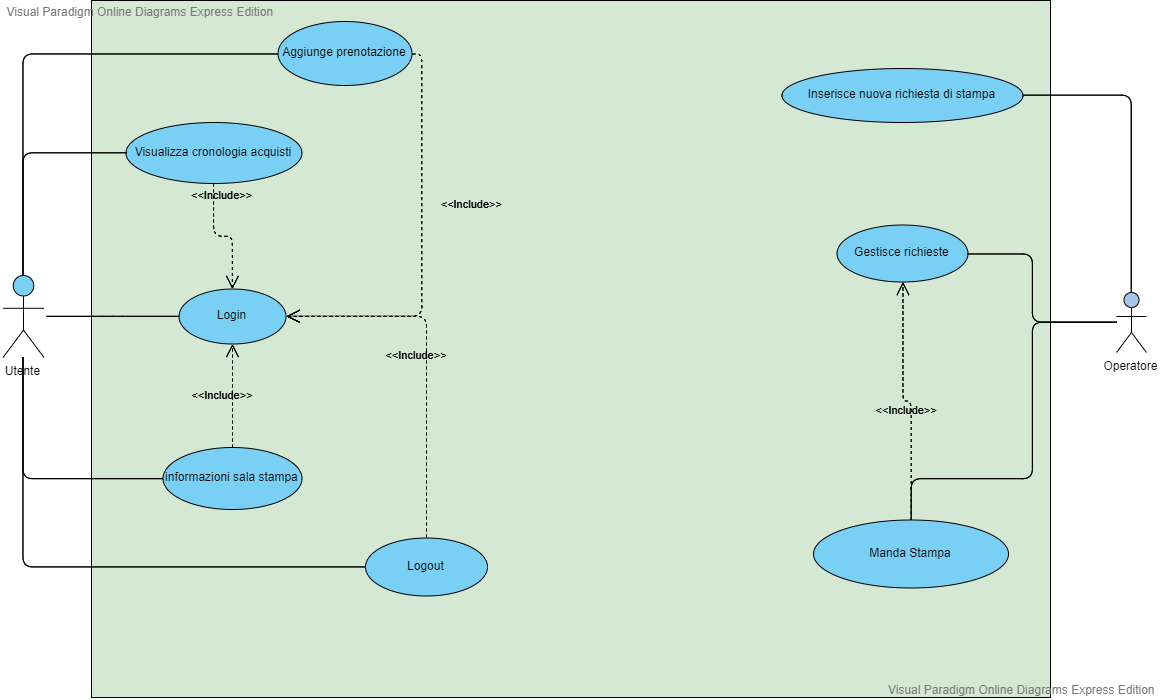 Visual Paradigm Online Diagrams Express Edition
Aggiunge prenotazione
Inserisce nuova richiesta di stampa
Visualizza cronologia acquisti
<<Include>>
<<Include>>
Gestisce richieste
Login
<<Include>>
Utente
Operatore
<<Include>>
<<Include>>
informazioni sala stampa
Manda Stampa
Logout
Visual Paradigm Online Diagrams Express Edition